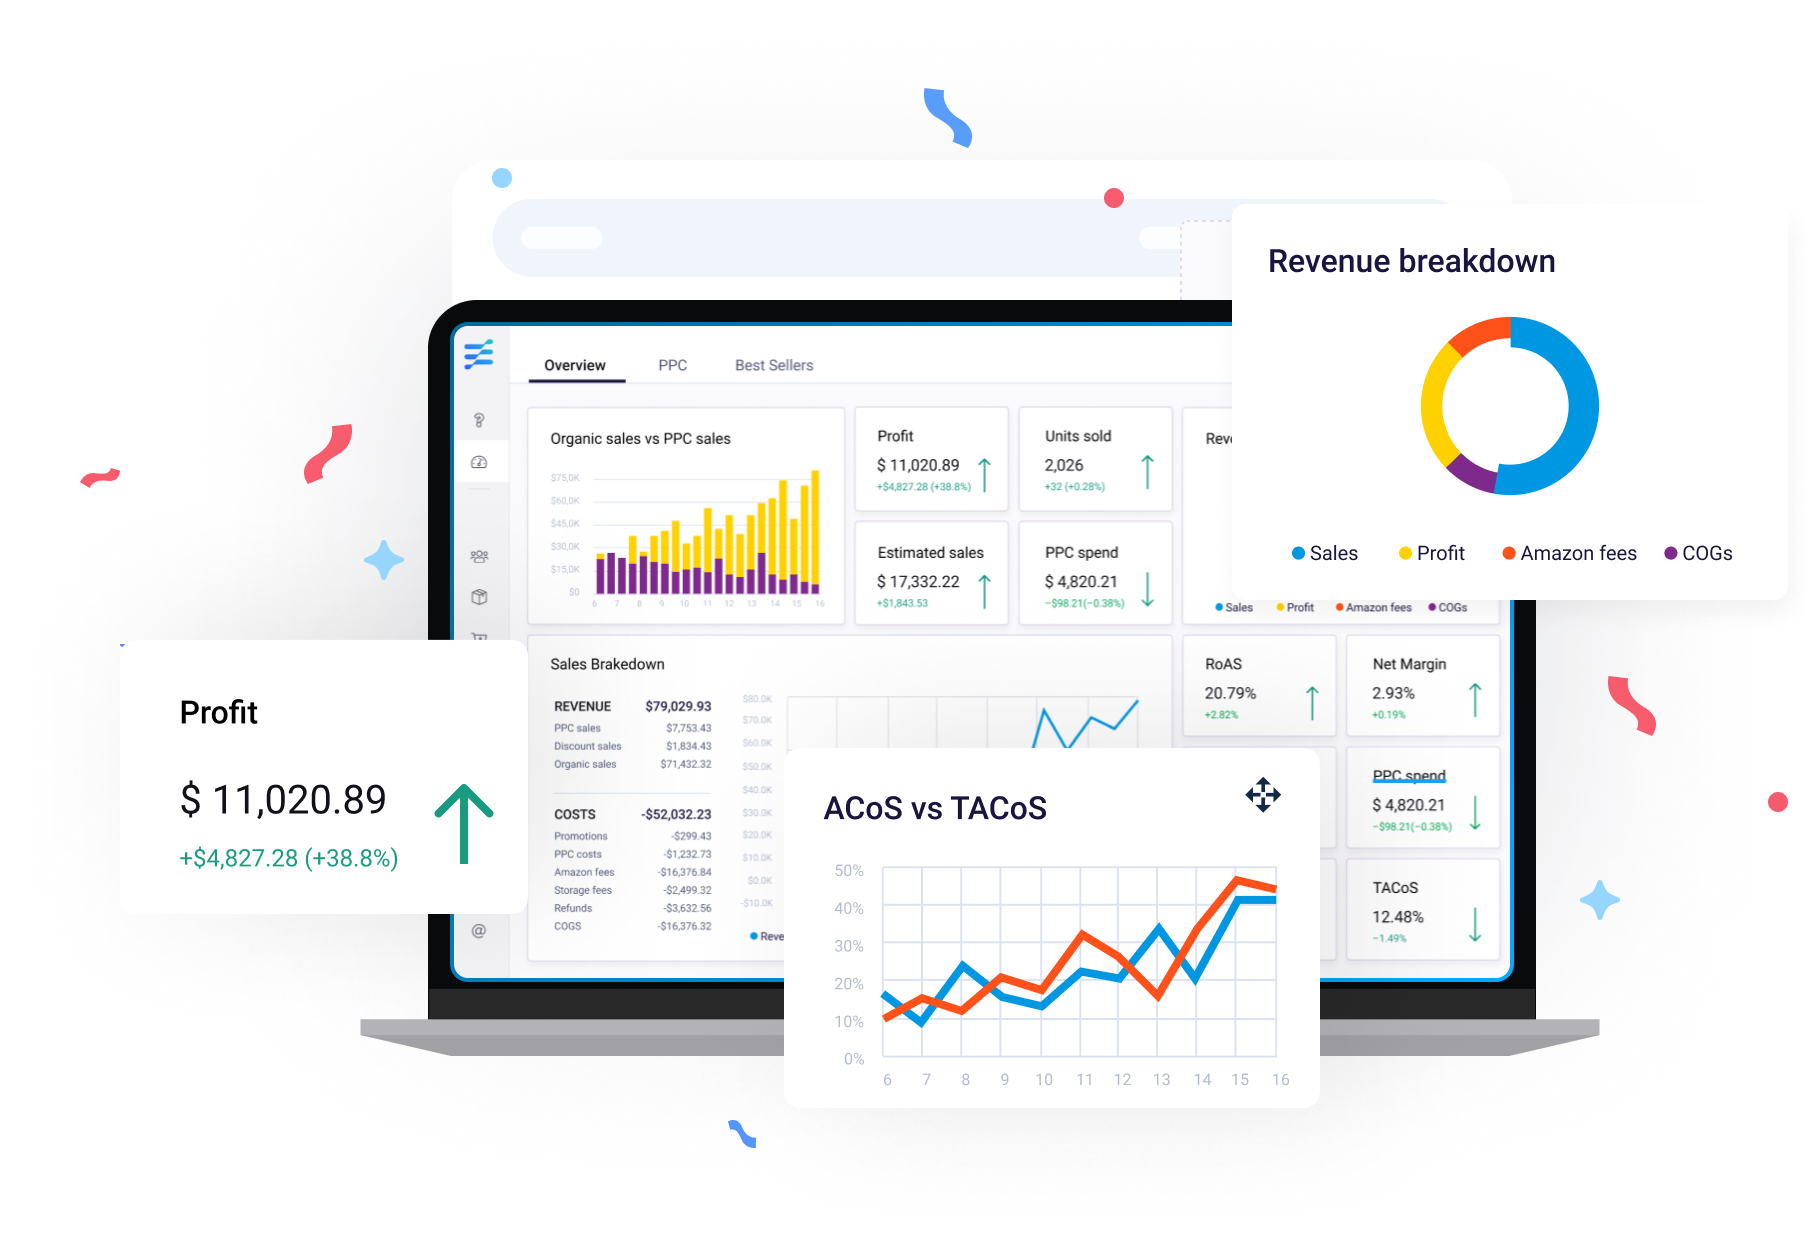 Revenue breakdown
Sales
Profit
Amazon fees
COGs
Overview
PPC
Best Sellers
Organic sales vs PPC sales
$75,0K
$60,0K
$45,0K
$30,0K
$15,0K
$0
6 7 8 9 10 11 12 13 14 15 16
Profit
$ 11,020.89
+$4,827.28 (+38.8%)
Units sold
2,026
+32 (+0.28%)
Estimated sales
$ 17,332.22
+$1,843.53
PPC spend
$ 4,820.21
−$98.21(−0.38%)
Reve
Sales
Profit
Amazon fees
COGs
Sales Brakedown
REVENUE $79,029.93
PPC sales $7,753.43
Discount sales $1,834.43
Organic sales $71,432.32
COSTS -$52,032.23
Promotions -$299.43
PPC costs -$1,232.73
Amazon fees -$16,376.84
Storage fees -$2,499.32
Refunds -$3,632.56
COGS -$16,376.32
$80.0K
$70.0K
$60.0K
$50.0K
$40.0K
$30.0K
$20.0K
$10.0K
$0.0K
-$10.0K
Reve
RoAS
20.79%
+2.82%
Net Margin
2.93%
+0.19%
PPC spend
$ 4,820.21
−$98.21(−0.38%)
TACoS
12.48%
−1.49%
Profit
$ 11,020.89
+$4,827.28 (+38.8%)
@
ACoS vs TACoS
50%
40%
30%
20%
10%
0%
6 7 8 9 10 11 12 13 14 15 16